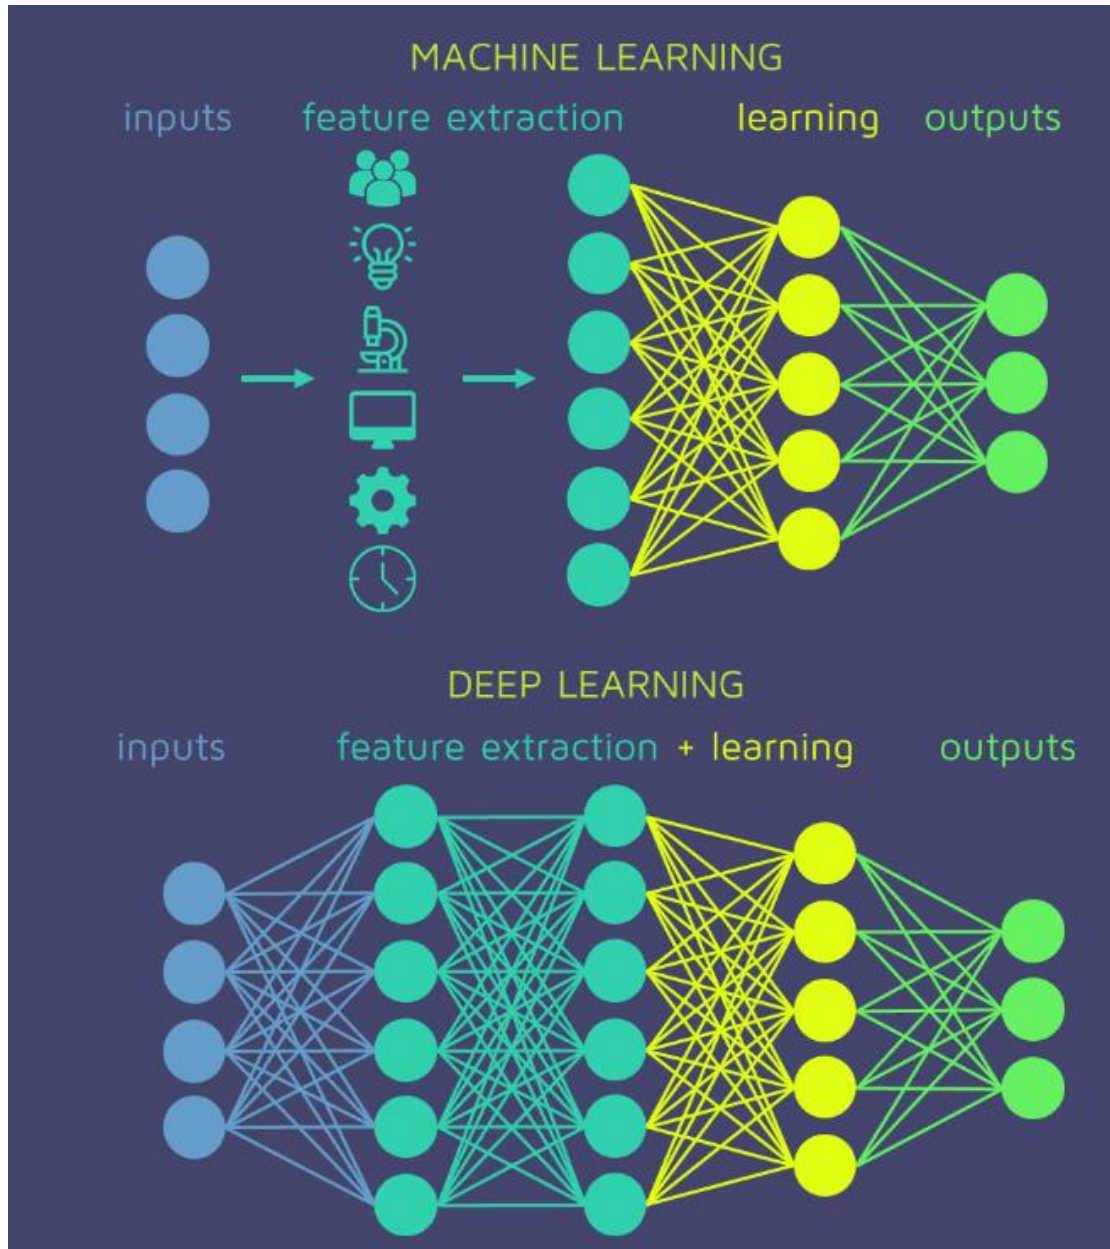 MACHINE LEARNING
inputs feature extraction learning outputs
DEEP LEARNING
inputs feature extraction + learning outputs